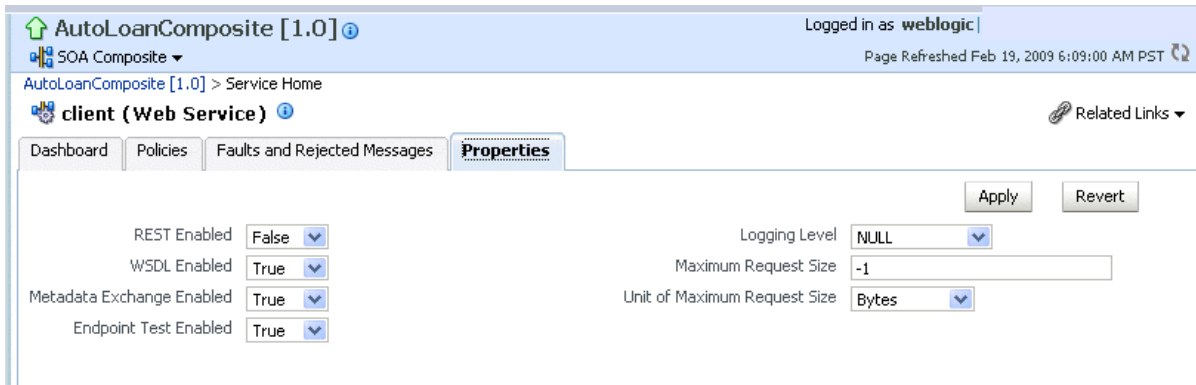 AutoLoanComposite [1.0]
Logged in as weblogic
SOA Composite
Page Refreshed Feb 19, 2009 6:09:00 AM PST
AutoLoanComposite [1.0] > Service Home
client (Web Service)
Related Links
Dashboard Policies Faults and Rejected Messages Properties
Apply Revert
REST Enabled False
Logging Level NULL
WSDL Enabled True
Maximum Request Size -1
Metadata Exchange Enabled True
Unit of Maximum Request Size Bytes
Endpoint Test Enabled True